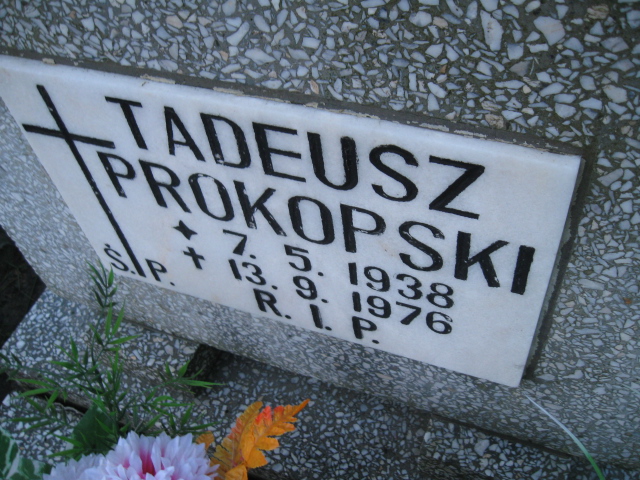 TADEUSZ
PROKOPSKI
7. 5. 1938
13. 9. 1976
Ś. P. R. I. P.